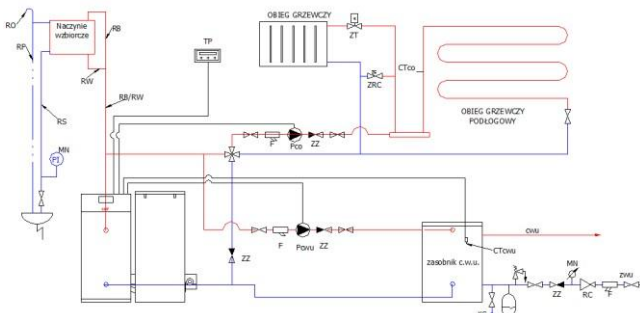 RO
Naczynie
wzbiorcze
RB
RP
RW
RB/RW
RS
MN
PI
TP
OBIEG GRZEWCZY
ZT
CTco
ZRC
OBIEG GRZEWCZY
PODŁOGOWY
F
Pco
ZZ
ZZ
F
Pcwu
ZZ
cwu
CTcwu
zasobnik c.w.u.
MN
zwu
ZZ
RC
F